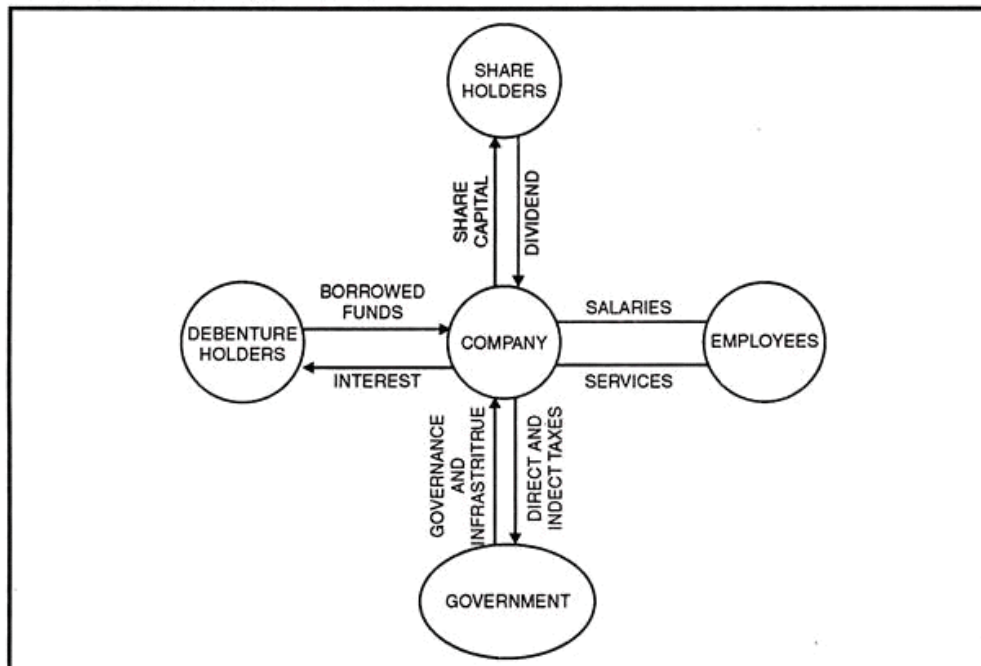 SHARE
HOLDERS
SHARE
CAPITAL
DIVIDEND
BORROWED
FUNDS
DEBENTURE
HOLDERS
INTEREST
COMPANY
SALARIES
SERVICES
EMPLOYEES
GOVERNANCE
AND
INFRASTRITRUE
DIRECT AND
INDECT TAXES
GOVERNMENT